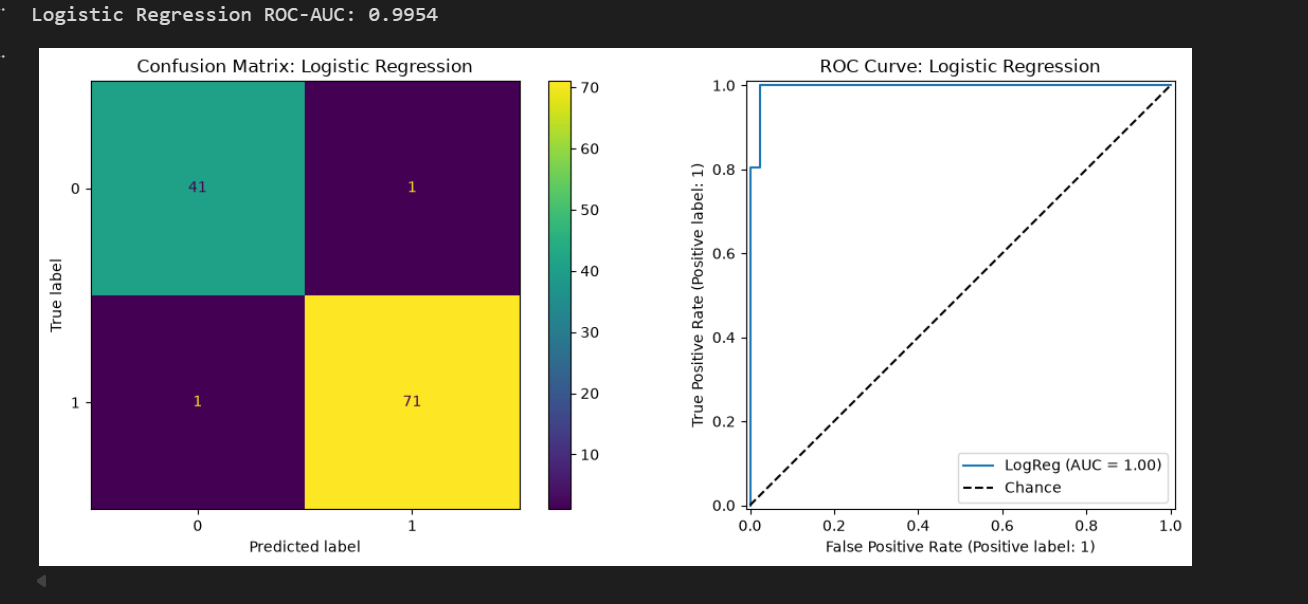 Logistic Regression ROC-AUC: 0.9954
Confusion Matrix: Logistic Regression
True label
0
1
41
1
1
71
0
1
Predicted label
70
60
50
40
30
20
10
ROC Curve: Logistic Regression
True Positive Rate (Positive label: 1)
1.0
0.8
0.6
0.4
0.2
0.0
LogReg (AUC = 1.00)
Chance
0.0 0.2 0.4 0.6 0.8 1.0
False Positive Rate (Positive label: 1)